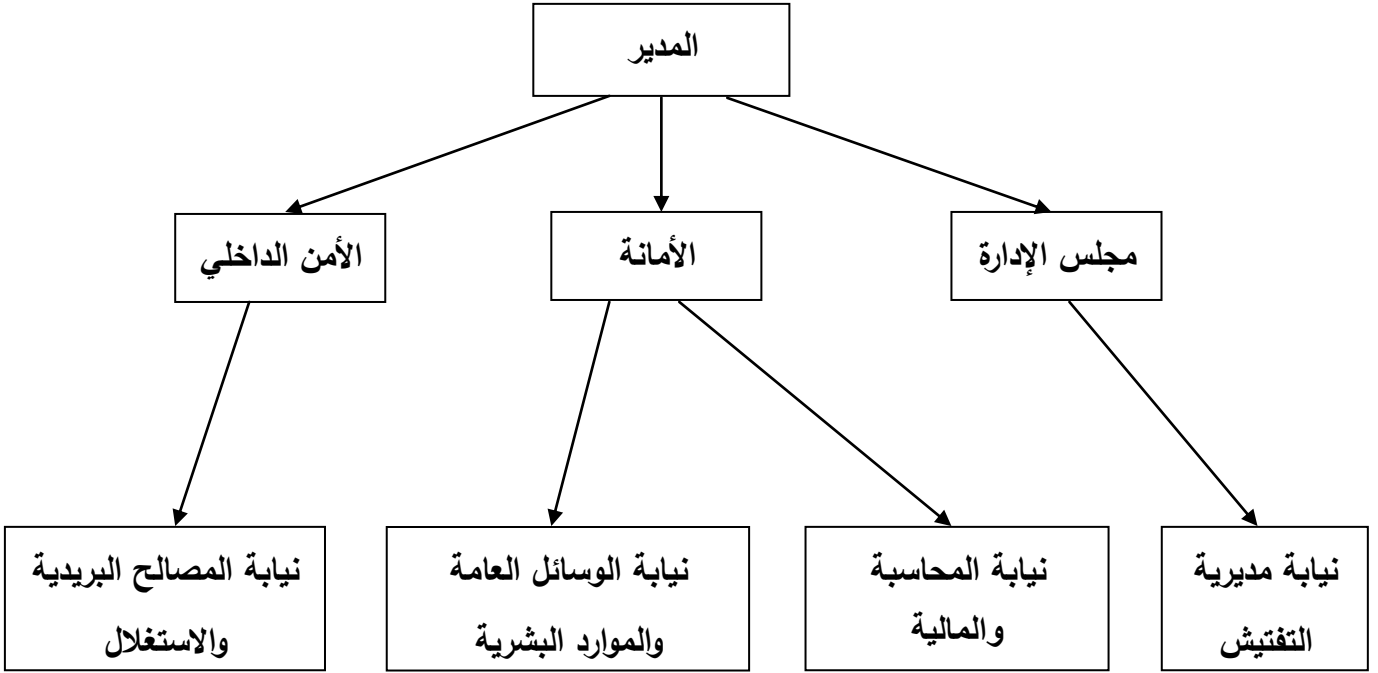 المدير
مجلس الإدارة
الأمانة
الأمن الداخلي
نيابة مديرية
التفتيش
نيابة المحاسبة
والمالية
نيابة الوسائل العامة
والموارد البشرية
نيابة المصالح البريدية
والاستغلال